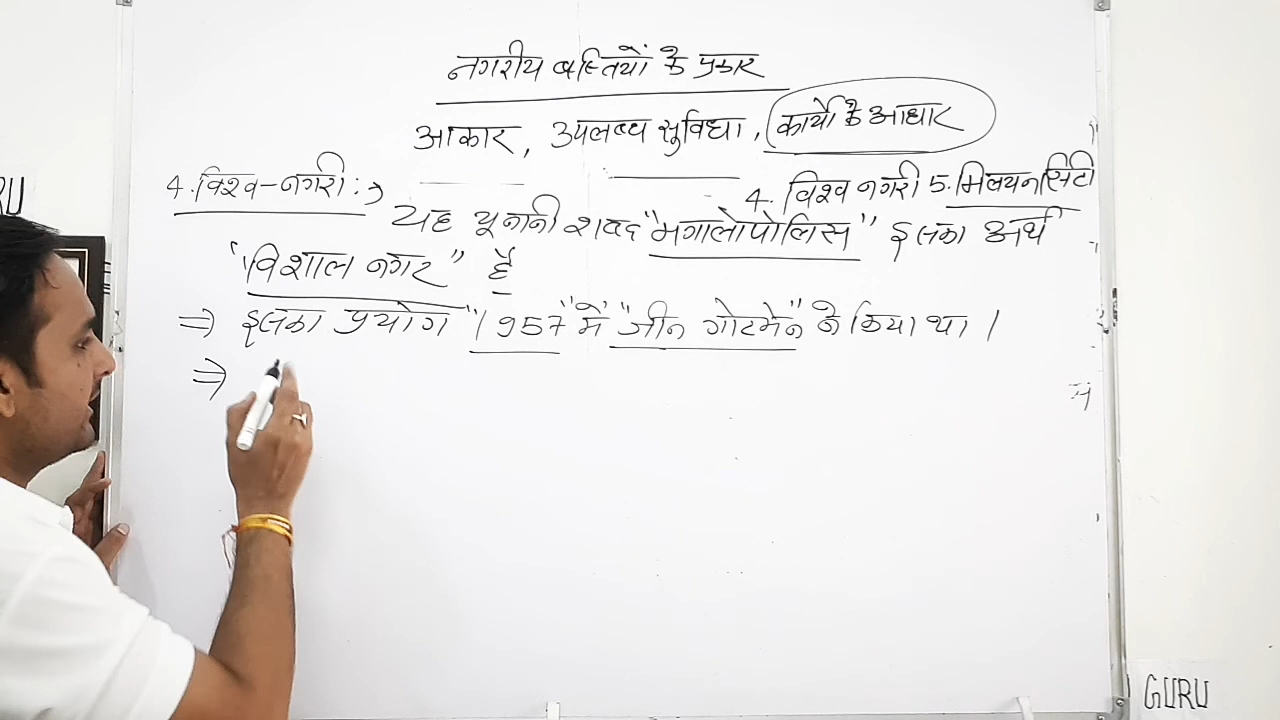 नगरीय बस्तियों के प्रकार
आकार, उपलब्ध सुविधा, कार्यों के आधार
4. विश्व नगरी 5. मिलयन सिटी
4. विश्व-नगरी :→
यह यूनानी शब्द "मेगालोपोलिस" इसका अर्थ
"विशाल नगर" है
⇒ इसका प्रयोग "1957" में "जीन गोटमेन" ने किया था।
⇒
GURU